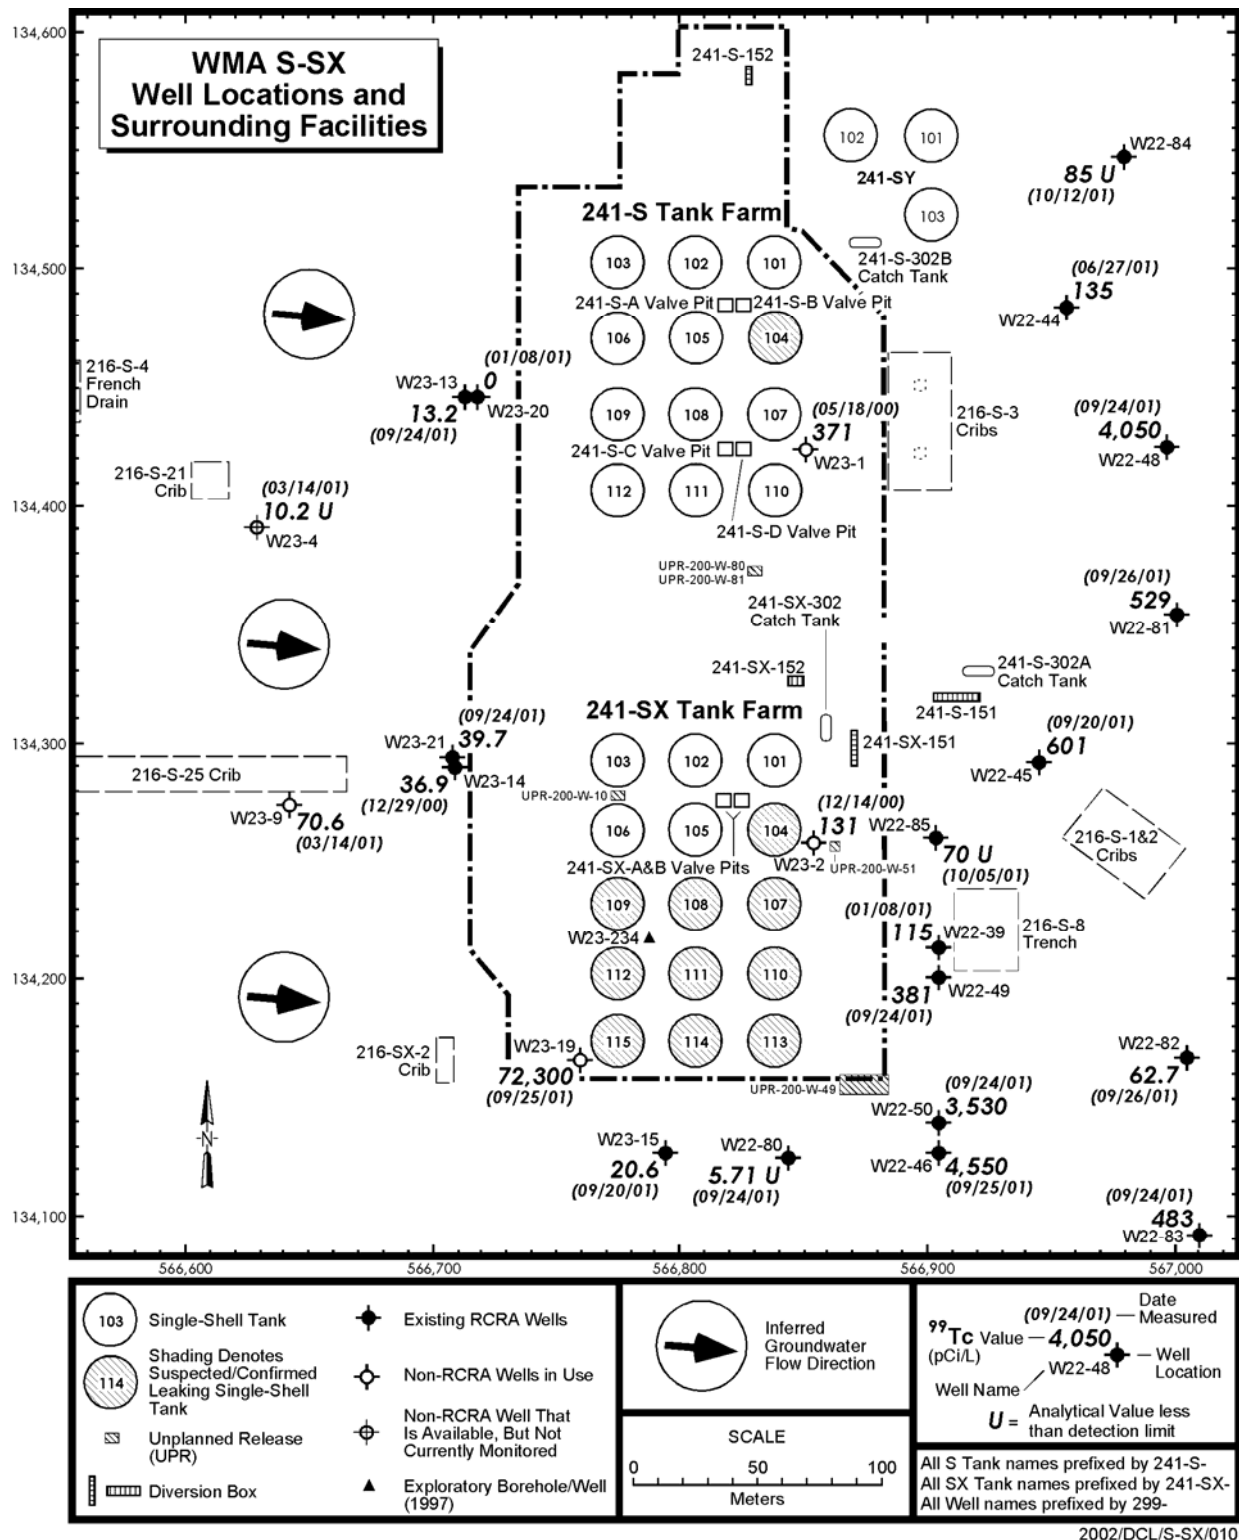 WMA S-SX
Well Locations and
Surrounding Facilities
134,600
134,500
134,400
134,300
134,200
134,100
566,600
566,700
566,800
566,900
567,000
241-S-152
102
101
241-SY
103
241-S-302B
Catch Tank
W22-84
85 U
(10/12/01)
241-S Tank Farm
103
102
101
241-S-A Valve Pit
241-S-B Valve Pit
106
105
104
(06/27/01)
135
W22-44
216-S-4
French
Drain
(01/08/01)
W23-13
0
13.2
W23-20
(09/24/01)
109
108
107
(05/18/00)
371
W23-1
241-S-C Valve Pit
112
111
110
241-S-D Valve Pit
216-S-3
Cribs
(09/24/01)
4,050
W22-48
216-S-21
Crib
(03/14/01)
10.2 U
W23-4
UPR-200-W-80
UPR-200-W-81
241-SX-302
Catch Tank
(09/26/01)
529
W22-81
241-SX-152
241-S-302A
Catch Tank
241-S-151
241-SX Tank Farm
(09/24/01)
W23-21
39.7
36.9
W23-14
(12/29/00)
216-S-25 Crib
W23-9
70.6
(03/14/01)
103
102
101
241-SX-151
(09/20/01)
601
W22-45
UPR-200-W-10
106
105
104
(12/14/00)
131
W23-2
UPR-200-W-51
241-SX-A&B Valve Pits
W22-85
70 U
(10/05/01)
216-S-1&2
Cribs
109
108
107
W23-234
(01/08/01)
115
W22-39
216-S-8
Trench
112
111
110
381
W22-49
(09/24/01)
115
114
113
216-SX-2
Crib
W23-19
72,300
(09/25/01)
UPR-200-W-49
W22-82
62.7
(09/26/01)
N
W23-15
20.6
(09/20/01)
W22-80
5.71 U
(09/24/01)
(09/24/01)
W22-50
3,530
W22-46
4,550
(09/25/01)
(09/24/01)
483
W22-83
103
Single-Shell Tank
114
Shading Denotes
Suspected/Confirmed
Leaking Single-Shell
Tank
Unplanned Release
(UPR)
Diversion Box
Existing RCRA Wells
Non-RCRA Wells in Use
Non-RCRA Well That
Is Available, But Not
Currently Monitored
Exploratory Borehole/Well
(1997)
Inferred
Groundwater
Flow Direction
SCALE
0 50 100
Meters
(09/24/01)
Date
Measured
99Tc Value
(pCi/L)
4,050
W22-48
Well
Location
Well Name
U = Analytical Value less
than detection limit
All S Tank names prefixed by 241-S-
All SX Tank names prefixed by 241-SX-
All Well names prefixed by 299-
2002/DCL/S-SX/010